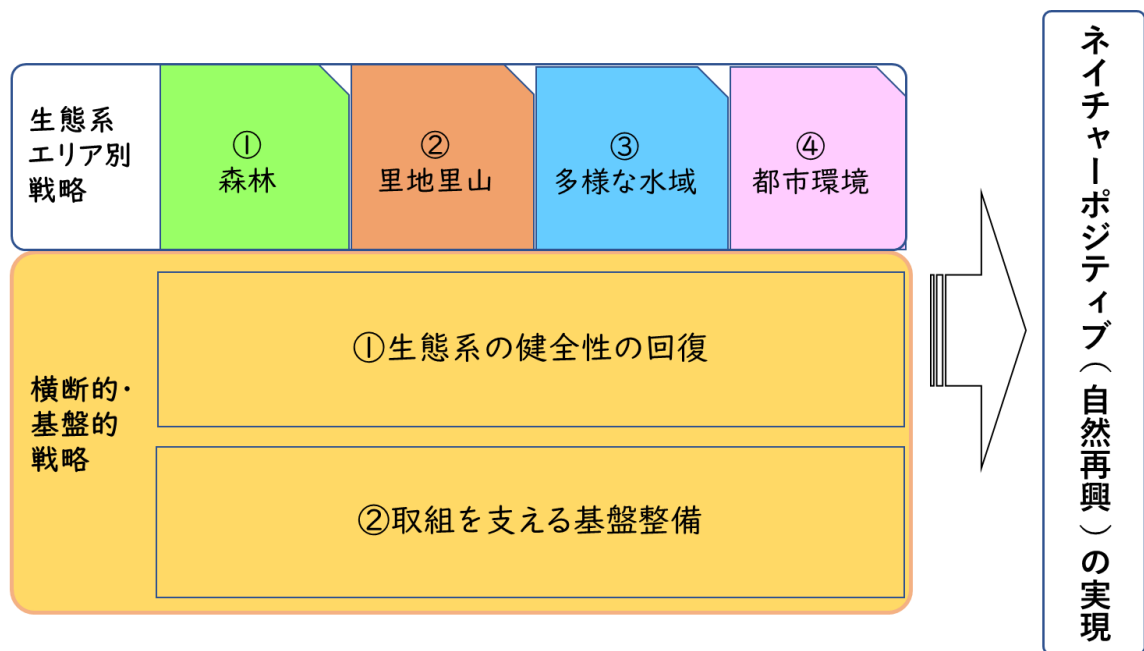 生態系
エリア別
戦略
①
森林
②
里地里山
③
多様な水域
④
都市環境
横断的・
基盤的
戦略
①生態系の健全性の回復
②取組を支える基盤整備
ネイチャーポジティブ（自然再興）の実現